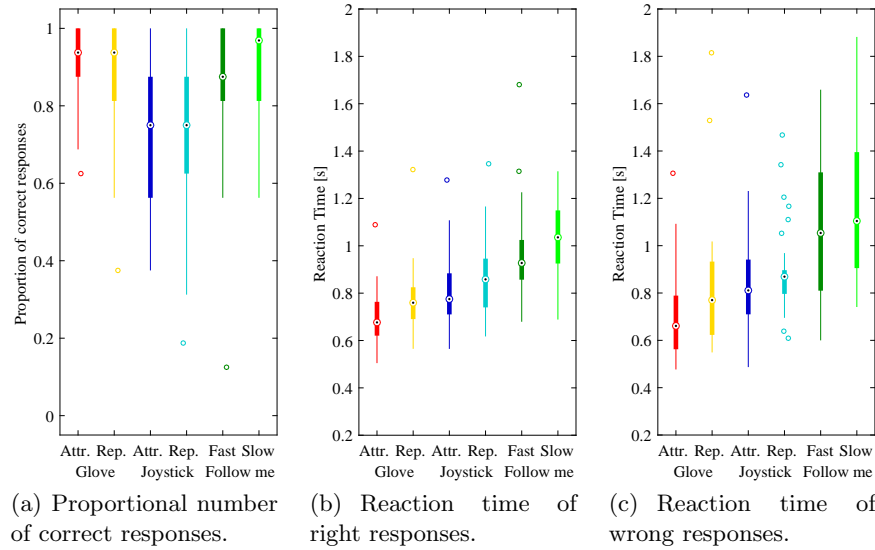 1
0.8
0.6
0.4
0.2
0
Proportion of correct responses
Attr. Rep. Attr. Rep. Fast Slow
Glove Joystick Follow me
2
1.8
1.6
1.4
1.2
1
0.8
0.6
0.4
0.2
Reaction Time [s]
Attr. Rep. Attr. Rep. Fast Slow
Glove Joystick Follow me
2
1.8
1.6
1.4
1.2
1
0.8
0.6
0.4
0.2
Reaction Time [s]
Attr. Rep. Attr. Rep. Fast Slow
Glove Joystick Follow me
(a) Proportional number
of correct responses.
(b) Reaction time of
right responses.
(c) Reaction time of
wrong responses.